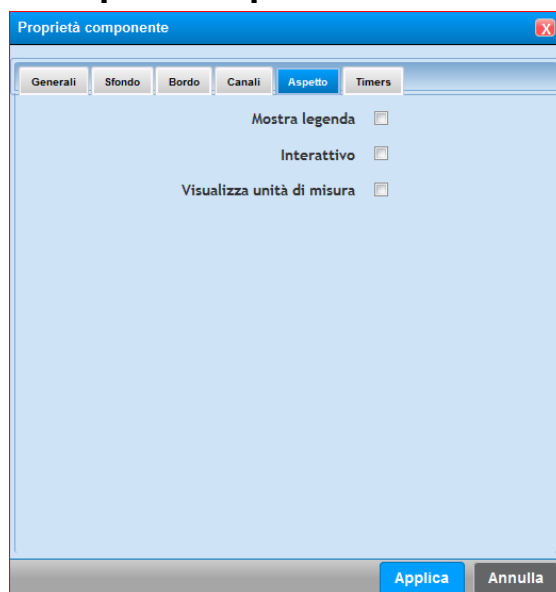 Proprietà componente X
Generali Sfondo Bordo Canali Aspetto Timers
Mostra legenda
Interattivo
Visualizza unità di misura
Applica Annulla